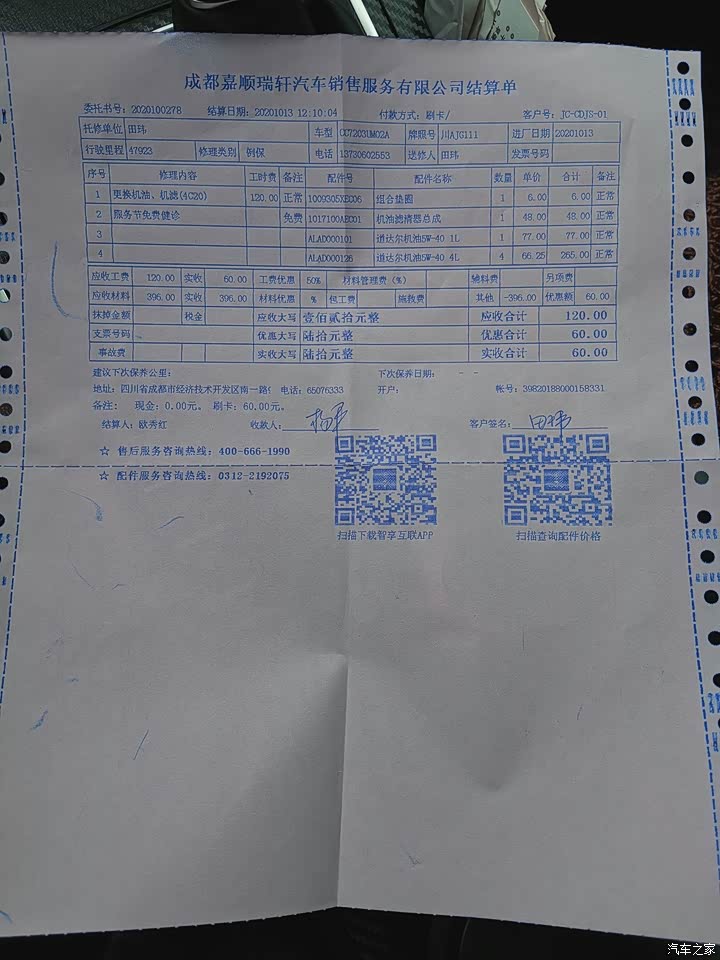 成都嘉顺瑞轩汽车销售服务有限公司结算单
委托书号: 2020100278 结算日期: 20201013 12:10:04 付款方式: 刷卡/ 客户号: JC-CDJS-01
托修单位 田玮 车型 CC7203UM02A 牌照号 川AJG111 进厂日期 20201013
行驶里程 47923 修理类别 例保 电话 13730602553 送修人 田玮 发票号码
序号 修理内容 工时费 备注 配件号 配件名称 数量 单价 合计 备注
1 更换机油、机滤(4C20) 120.00 正常 1009305XEC06 组合垫圈 1 6.00 6.00 正常
2 服务节免费健诊 免费 1017100AEC01 机油滤清器总成 1 48.00 48.00 正常
3 ALAD000101 道达尔机油5W-40 1L 1 77.00 77.00 正常
4 ALAD000126 道达尔机油5W-40 4L 4 66.25 265.00 正常
应收工费 120.00 实收 60.00 工费优惠 50% 材料管理费(%) 辅料费 另项费
应收材料 396.00 实收 396.00 材料优惠 % 包工费 施救费 其他 -396.00 优惠额 60.00
抹掉金额 税金 应收大写 壹佰贰拾元整 应收合计 120.00
支票号码 优惠大写 陆拾元整 优惠合计 60.00
事故费 实收大写 陆拾元整 实收合计 60.00
建议下次保养公里: 下次保养日期: - -
地址: 四川省成都市经济技术开发区南一路( 电话: 65076333 开户: 帐号: 39820188000158331
备注: 现金: 0.00元。 刷卡: 60.00元。
结算人: 欧秀红 收款人: 客户签名: 田玮
☆ 售后服务咨询热线: 400-666-1990
☆ 配件服务咨询热线: 0312-2192075
扫描下载智享互联APP 扫描查询配件价格
汽车之家